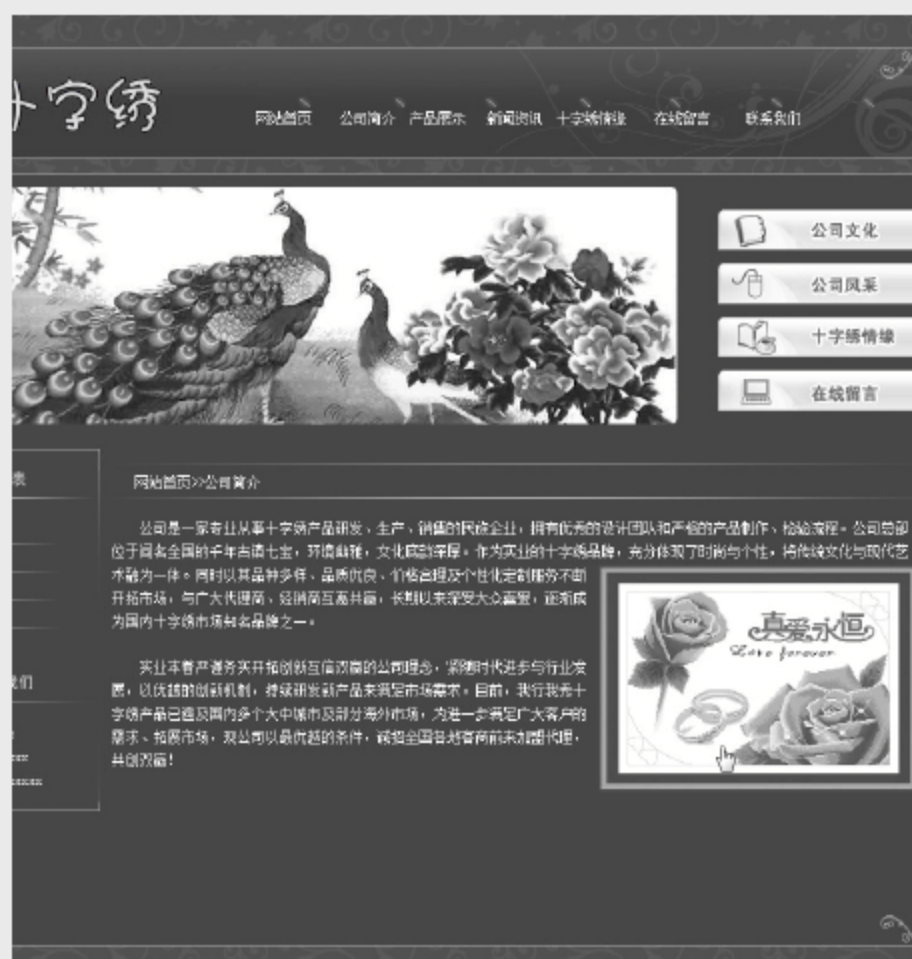 十字绣
网站首页 公司简介 产品展示 新闻资讯 十字绣情缘 在线留言 联系我们
公司文化
公司风采
十字绣情缘
在线留言
表
网站首页>>公司简介
公司是一家专业从事十字绣产品研发、生产、销售的民族企业，拥有优秀的设计团队和严格的产品制作、检验流程。公司总部
位于闻名全国的千年古镇七宝，环境幽雅，文化底蕴深厚。作为实业的十字绣品牌，充分体现了时尚与个性，将传统文化与现代艺
术融为一体。同时以其品种多样、品质优良、价格合理及个性化定制服务不断
开拓市场，与广大代理商、经销商互惠共赢，长期以来深受大众喜爱，逐渐成
为国内十字绣市场知名品牌之一。
我们
实业本着严谨务实开拓创新互信双赢的公司理念，紧随时代进步与行业发
展，以优越的创新机制，持续研发新产品来满足市场需求。目前，我行我秀十
字绣产品已遍及国内多个大中城市及部分海外市场，为进一步满足广大客户的
需求、拓展市场，现公司以最优越的条件，诚招全国各地客商前来加盟代理，
共创双赢！
真爱永恒
Love forever